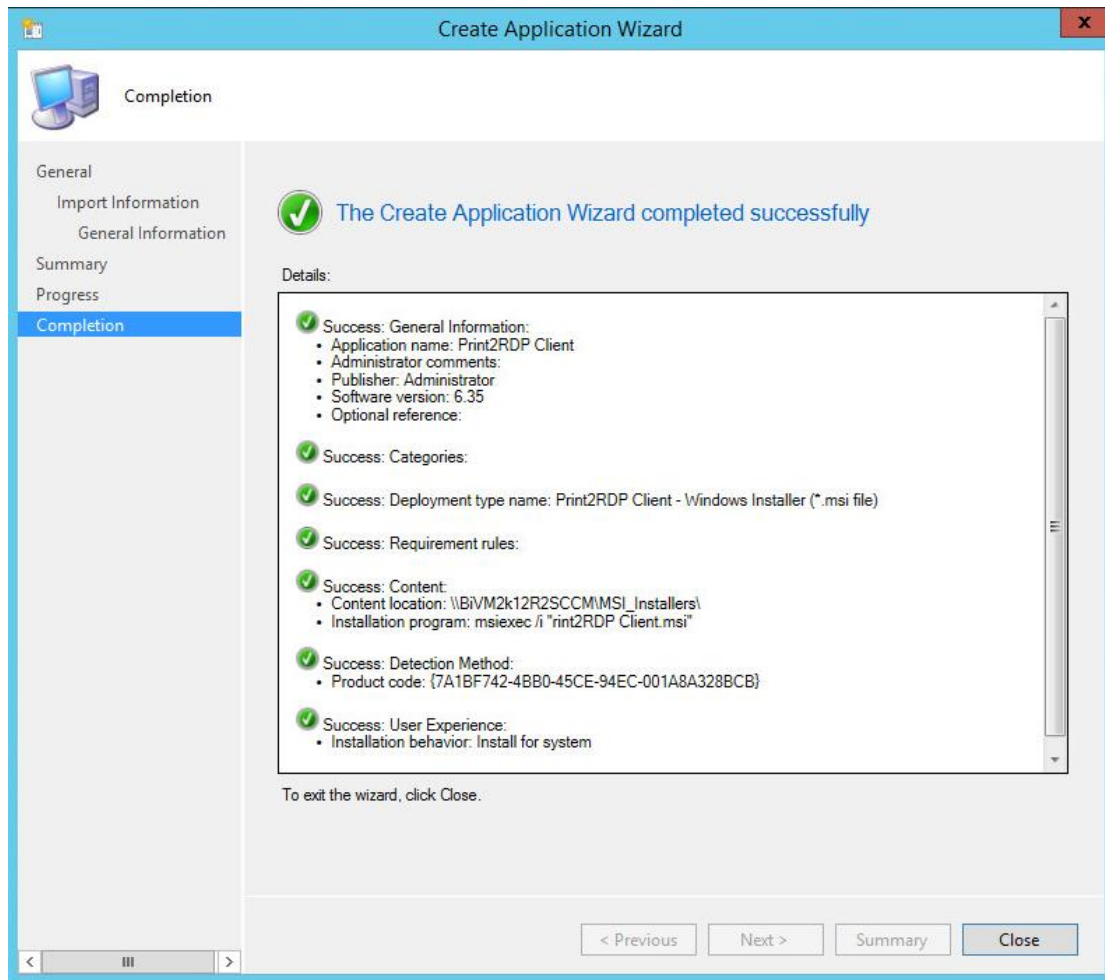 Create Application Wizard
x
Completion
General
Import Information
General Information
Summary
Progress
Completion
The Create Application Wizard completed successfully
Details:
Success: General Information:
• Application name: Print2RDP Client
• Administrator comments:
• Publisher: Administrator
• Software version: 6.35
• Optional reference:
Success: Categories:
Success: Deployment type name: Print2RDP Client - Windows Installer (*.msi file)
Success: Requirement rules:
Success: Content:
• Content location: \\BiVM2k12R2SCCM\MSI_Installers\
• Installation program: msiexec /i "rint2RDP Client.msi"
Success: Detection Method:
• Product code: {7A1BF742-4BB0-45CE-94EC-001A8A328BCB}
Success: User Experience:
• Installation behavior: Install for system
To exit the wizard, click Close.
< Previous
Next >
Summary
Close